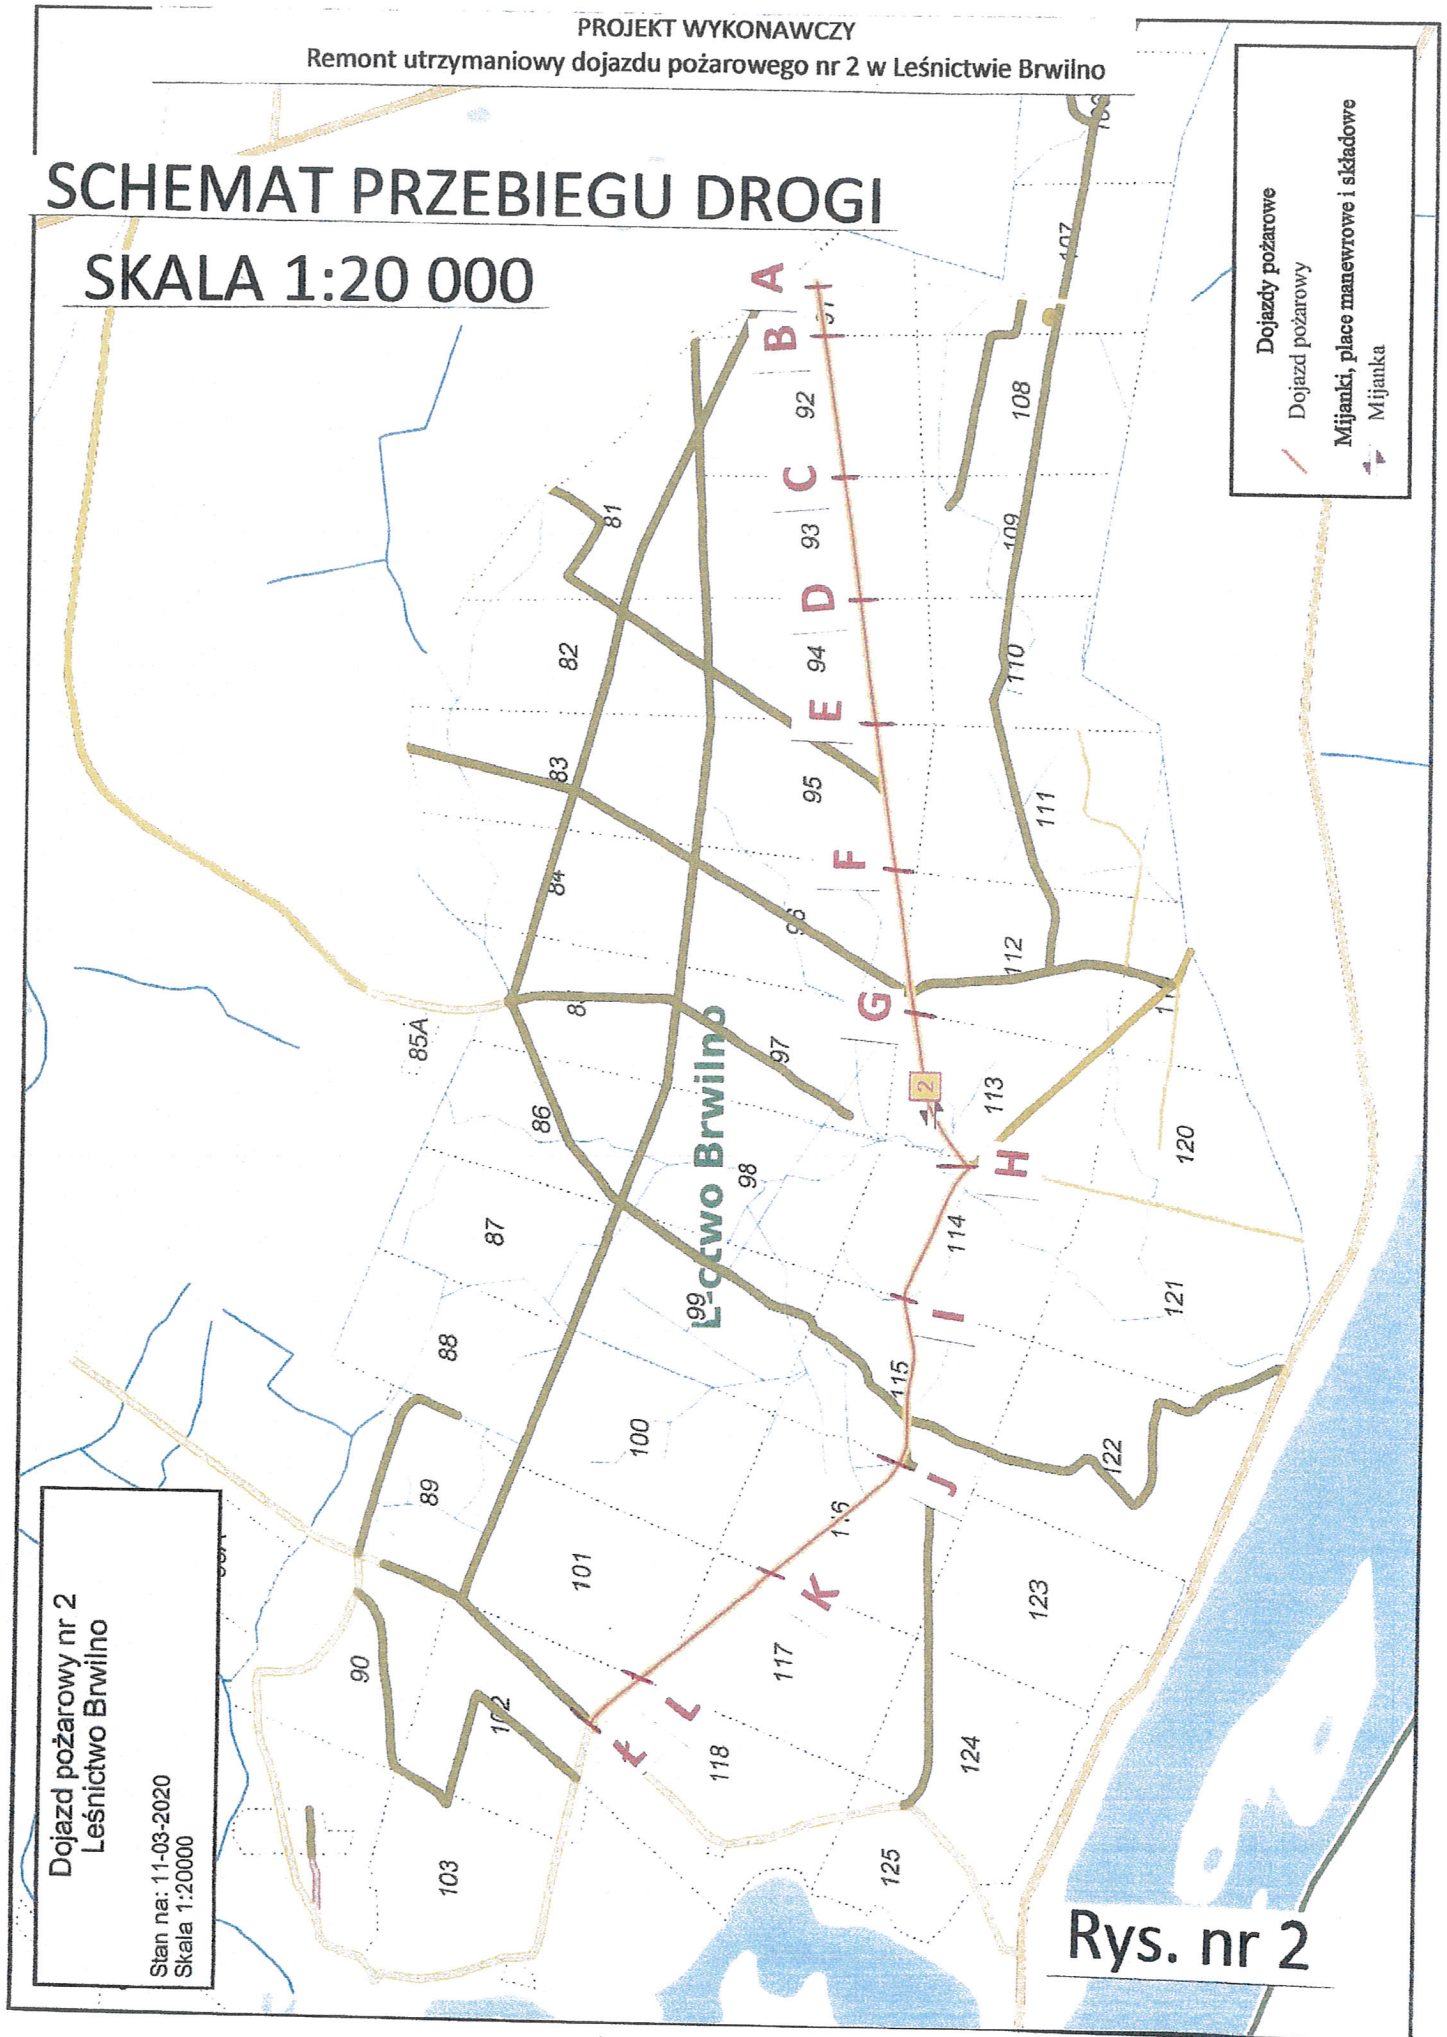 PROJEKT WYKONAWCZY
Remont utrzymaniowy dojazdu pożarowego nr 2 w Leśnictwie Brwilno
SCHEMAT PRZEBIEGU DROGI
SKALA 1:20 000
Dojazdy pożarowe
Dojazd pożarowy
Mijanki, place manewrowe i składowe
Mijanka
A
B
C
D
E
F
G
H
I
J
K
L
Ł
2
81
82
83
84
85A
86
87
88
89
90
92
93
94
95
97
98
99
100
101
102
103
107
108
109
110
111
112
113
114
115
116
117
118
120
121
122
123
124
125
L-ctwo Brwilno
Dojazd pożarowy nr 2
Leśnictwo Brwilno
Stan na: 11-03-2020
Skala 1:20000
Rys. nr 2